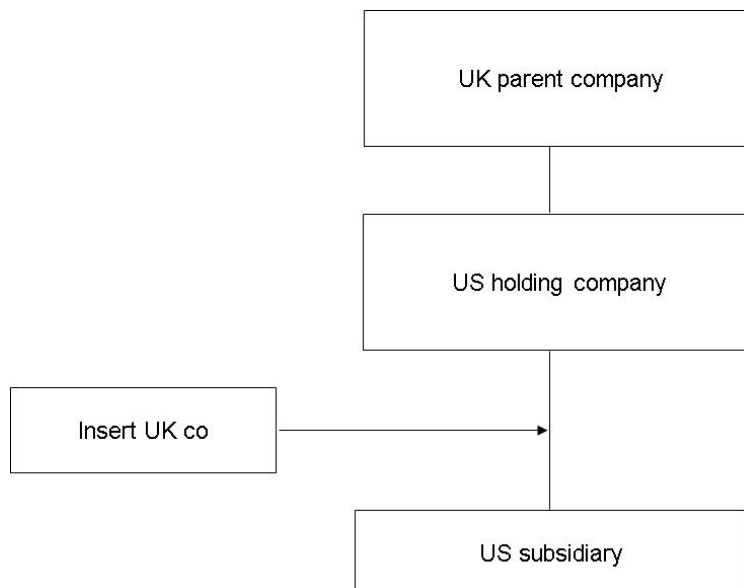 UK parent company
US holding company
Insert UK co
US subsidiary